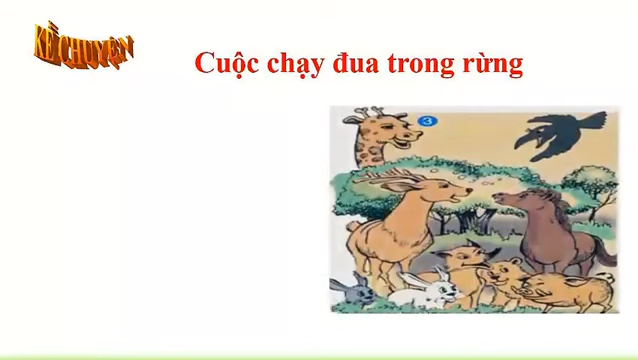 KỂ CHUYỆN
Cuộc chạy đua trong rừng
3